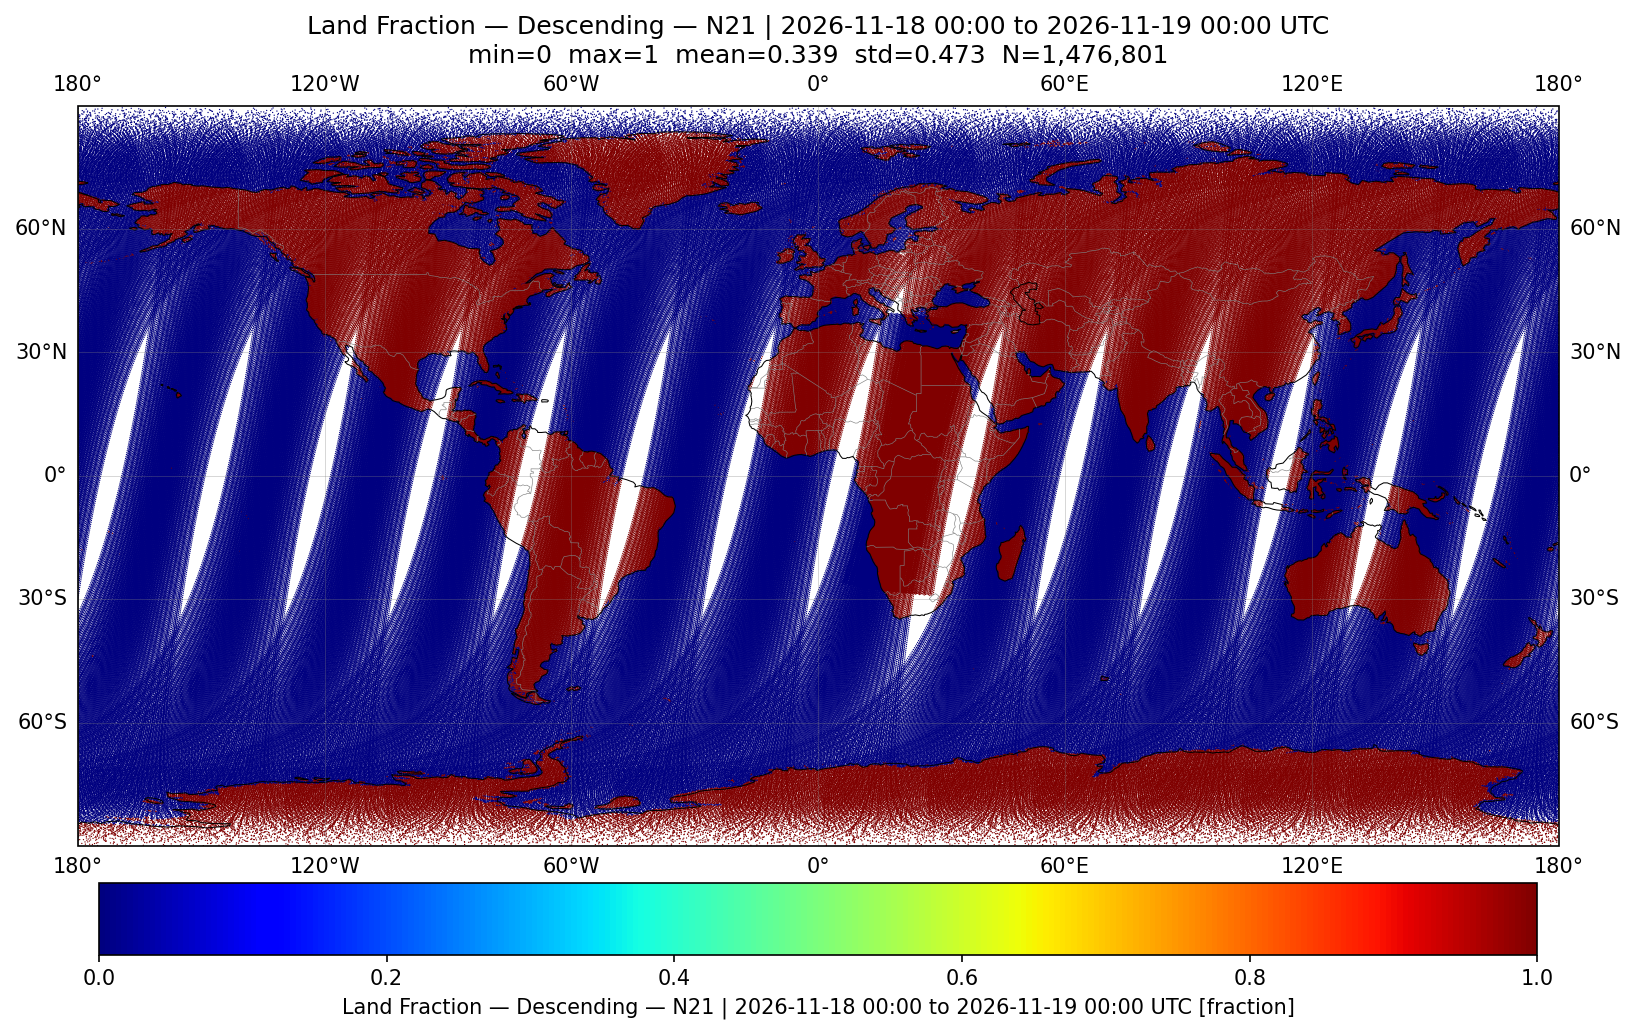 Land Fraction — Descending — N21 | 2026-11-18 00:00 to 2026-11-19 00:00 UTC
min=0  max=1  mean=0.339  std=0.473  N=1,476,801
180° 120°W 60°W 0° 60°E 120°E 180°
60°N 60°N
30°N 30°N
0° 0°
30°S 30°S
60°S 60°S
180° 120°W 60°W 0° 60°E 120°E 180°
0.0 0.2 0.4 0.6 0.8 1.0
Land Fraction — Descending — N21 | 2026-11-18 00:00 to 2026-11-19 00:00 UTC [fraction]